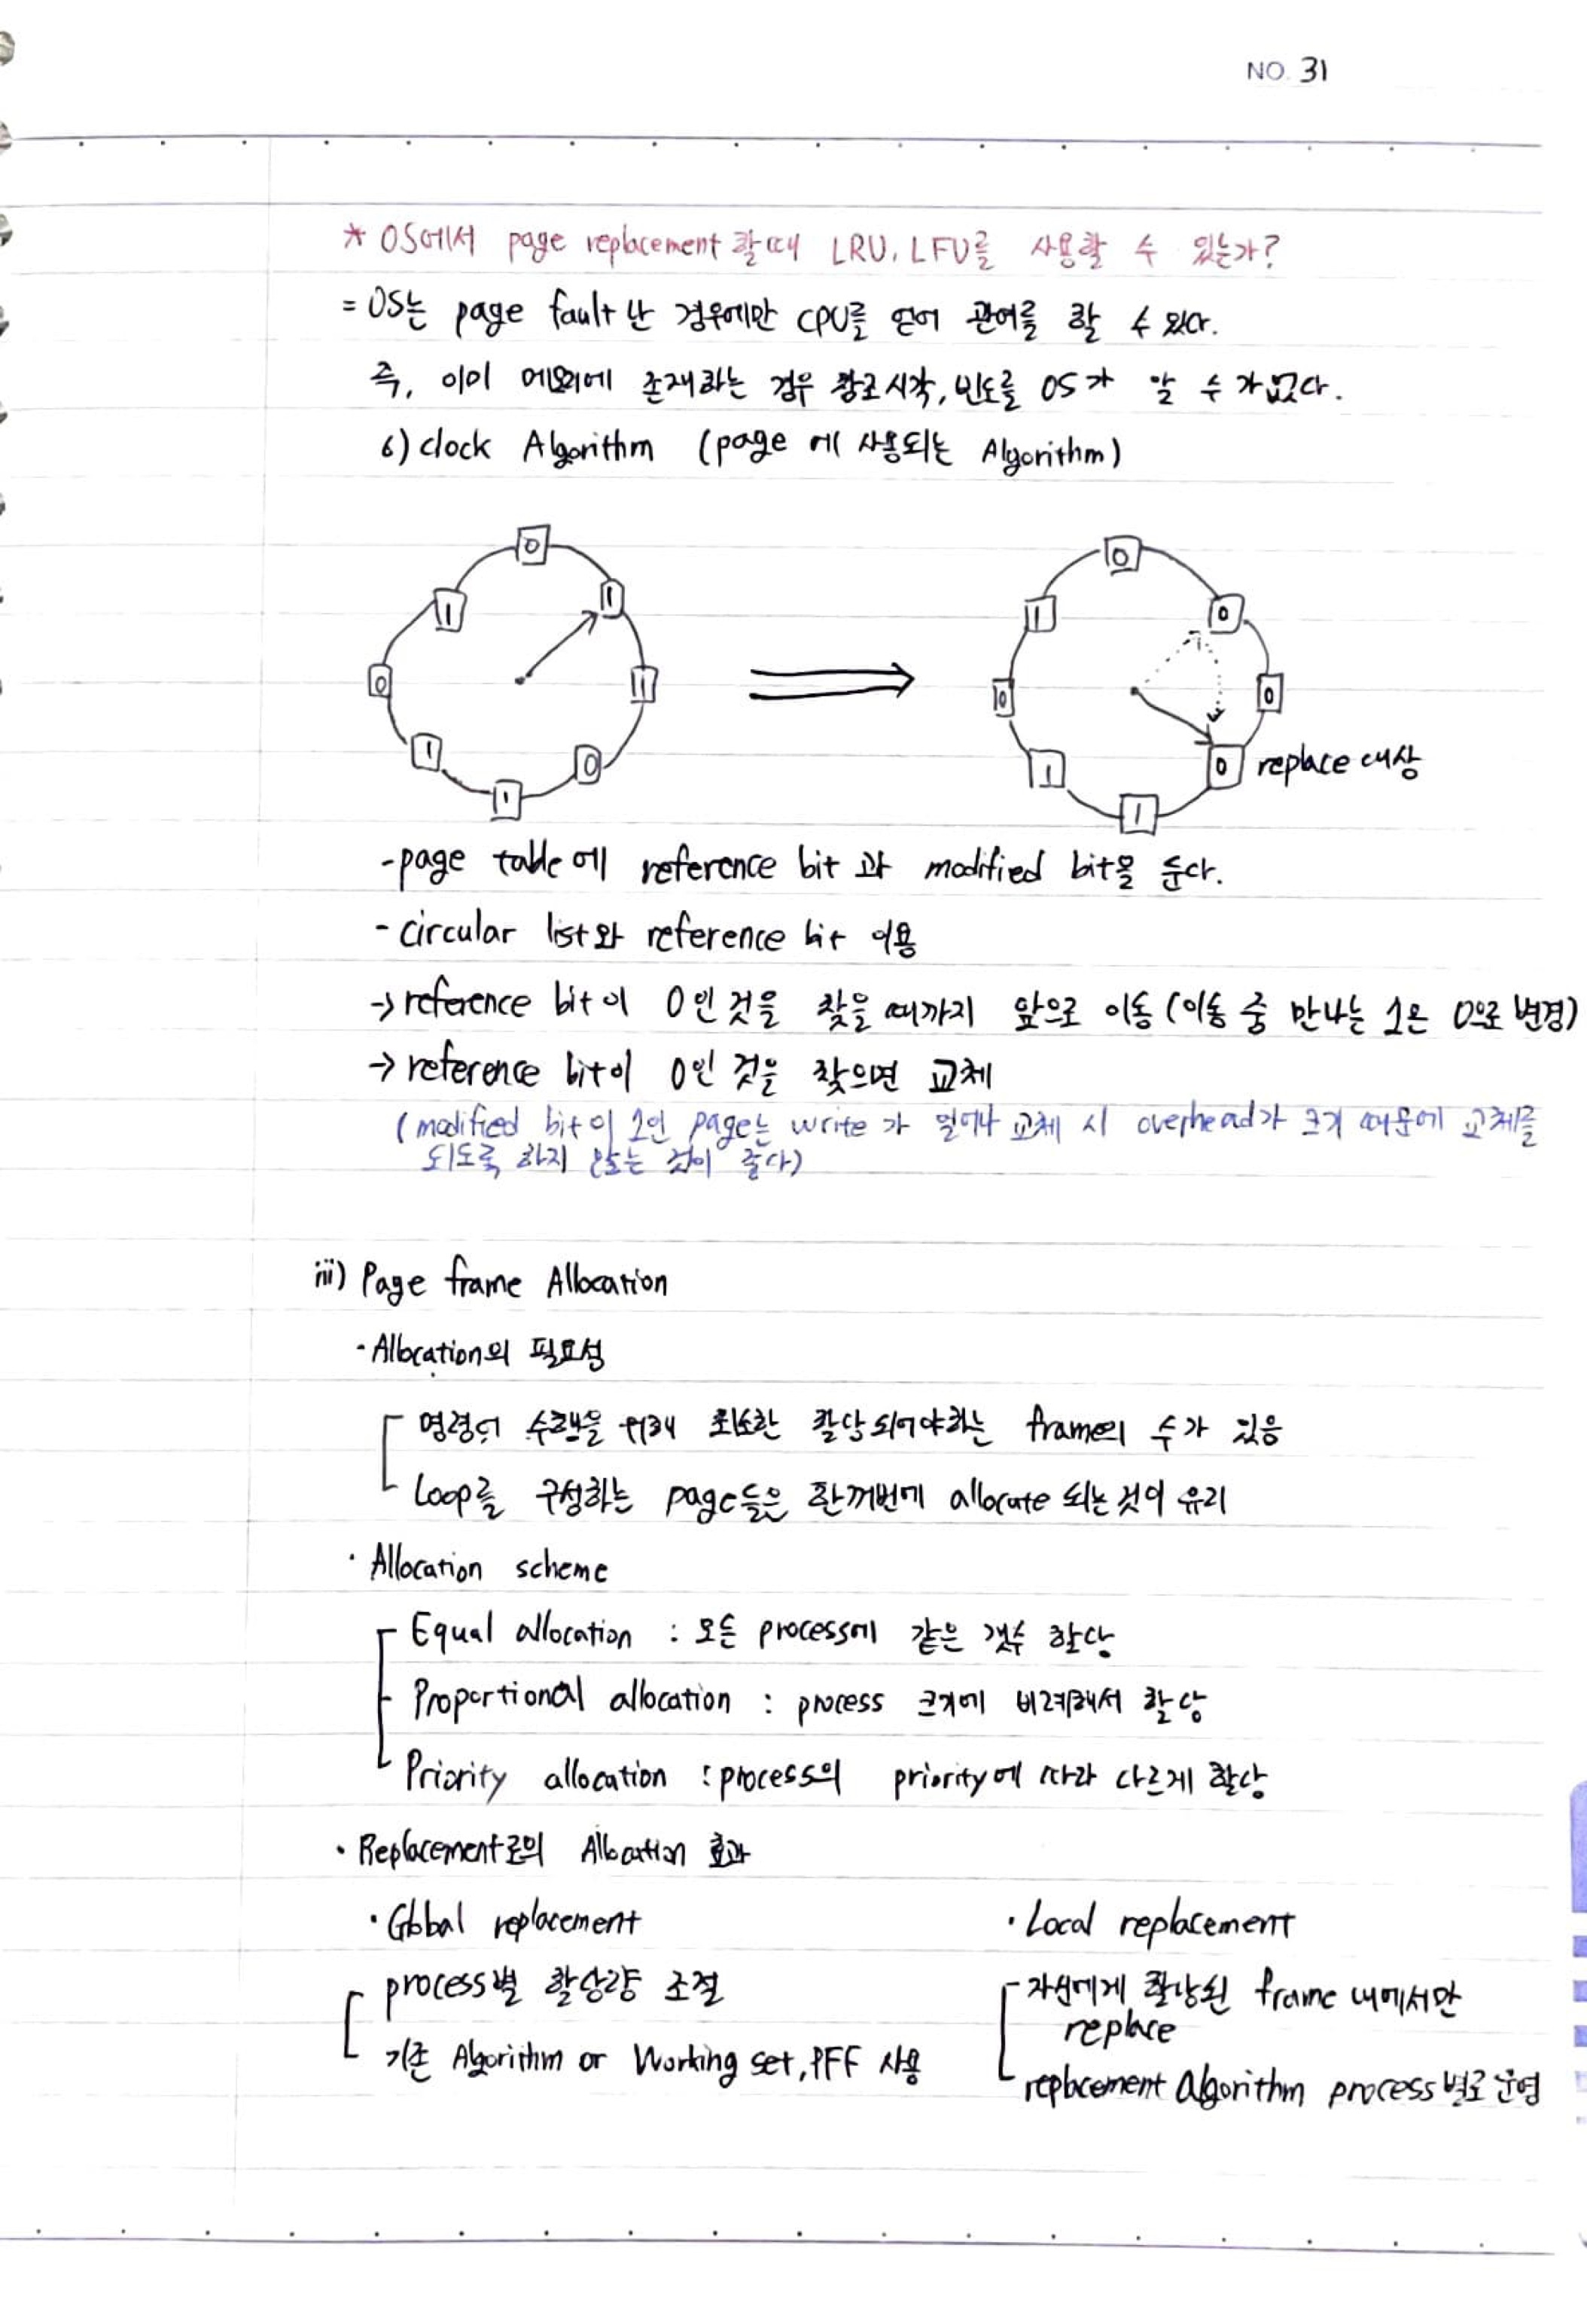 NO. 31
* OS에서 page replacement 할때 LRU, LFU를 사용할 수 있는가?
= OS는 page fault 난 경우에만 CPU를 얻어 관여를 할 수 있다.
즉, 이미 메모리에 존재하는 경우 참조시각, 빈도를 OS가 알 수 가 없다.
6) clock Algorithm (page 에 사용되는 Algorithm)
0 0
1 1 1 0
0 1 0 0
1 0 1 0 replace 대상
1 1
- page table에 reference bit 과 modified bit을 둔다.
- circular list와 reference bit 이용
→ reference bit이 0인 것을 찾을 때까지 앞으로 이동 (이동 중 만나는 1은 0으로 변경)
→ reference bit이 0인 것을 찾으면 교체
(modified bit이 1인 page는 write가 일어나 교체 시 overhead가 크기 때문에 교체를
되도록 하지 않는 것이 좋다)
iii) Page frame Allocation
· Allocation의 필요성
명령어 수행을 위해 최소한 할당되어야하는 frame의 수가 있음
Loop를 구성하는 page들은 한꺼번에 allocate 되는 것이 유리
· Allocation scheme
Equal allocation : 모든 process에 같은 갯수 할당
Proportional allocation : process 크기에 비례해서 할당
Priority allocation : process의 priority에 따라 다르게 할당
· Replacement로의 Allocation 효과
· Global replacement
process별 할당량 조절
기존 Algorithm or Working set, PFF 사용
· Local replacement
자신에게 할당된 frame 내에서만
replace
replacement Algorithm process별로 운영